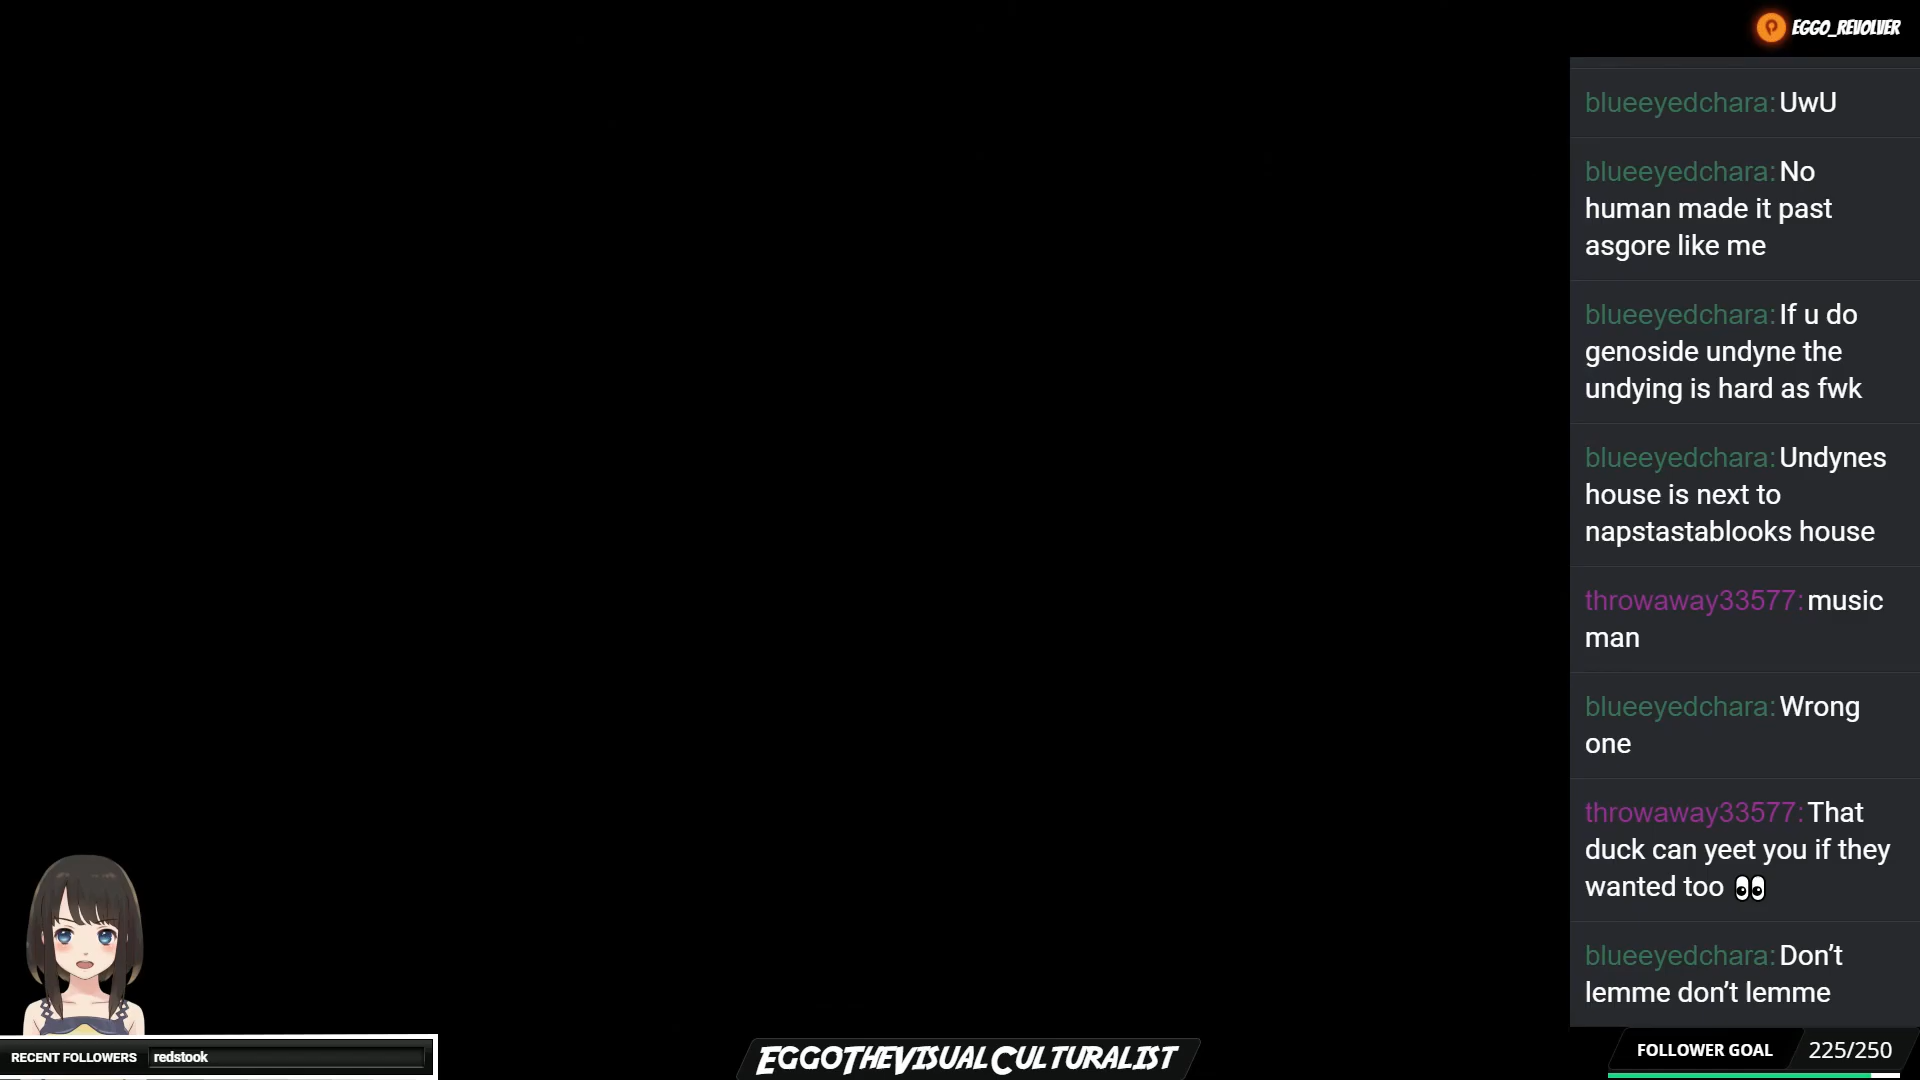 EGGO_REVOLVER
blueeyedchara: UwU
blueeyedchara: No
human made it past
asgore like me
blueeyedchara: If u do
genoside undyne the
undying is hard as fwk
blueeyedchara: Undynes
house is next to
napstastablooks house
throwaway33577: music
man
blueeyedchara: Wrong
one
throwaway33577: That
duck can yeet you if they
wanted too 👀
blueeyedchara: Don’t
lemme don’t lemme
RECENT FOLLOWERS redstook
EGGOTHEVISUALCULTURALIST
FOLLOWER GOAL 225/250